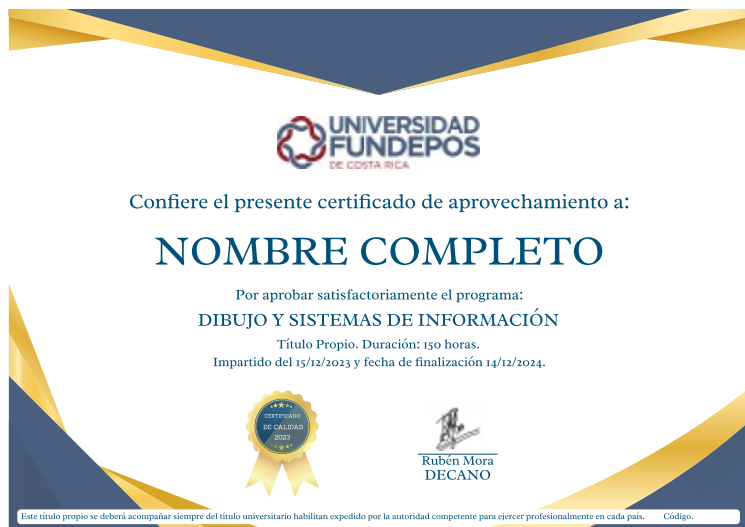 UNIVERSIDAD
FUNDEPOS
DE COSTA RICA
Confiere el presente certificado de aprovechamiento a:
NOMBRE COMPLETO
Por aprobar satisfactoriamente el programa:
DIBUJO Y SISTEMAS DE INFORMACIÓN
Título Propio. Duración: 150 horas.
Impartido del 15/12/2023 y fecha de finalización 14/12/2024.
CERTIFICADO
DE CALIDAD
2023
Rubén Mora
DECANO
Este título propio se deberá acompañar siempre del título universitario habilitan expedido por la autoridad competente para ejercer profesionalmente en cada país. Código.